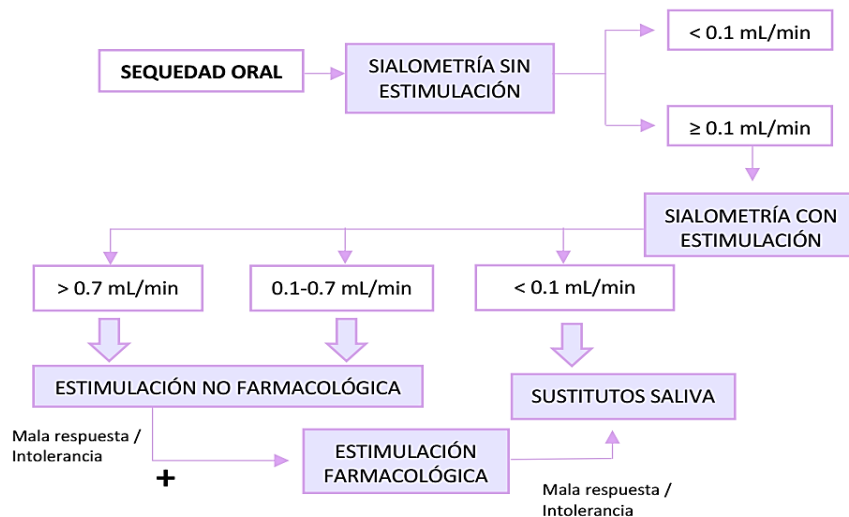 < 0.1 mL/min
SEQUEDAD ORAL
SIALOMETRÍA SIN
ESTIMULACIÓN
≥ 0.1 mL/min
SIALOMETRÍA CON
ESTIMULACIÓN
> 0.7 mL/min
0.1-0.7 mL/min
< 0.1 mL/min
ESTIMULACIÓN NO FARMACOLÓGICA
SUSTITUTOS SALIVA
Mala respuesta /
Intolerancia
+
ESTIMULACIÓN
FARMACOLÓGICA
Mala respuesta /
Intolerancia